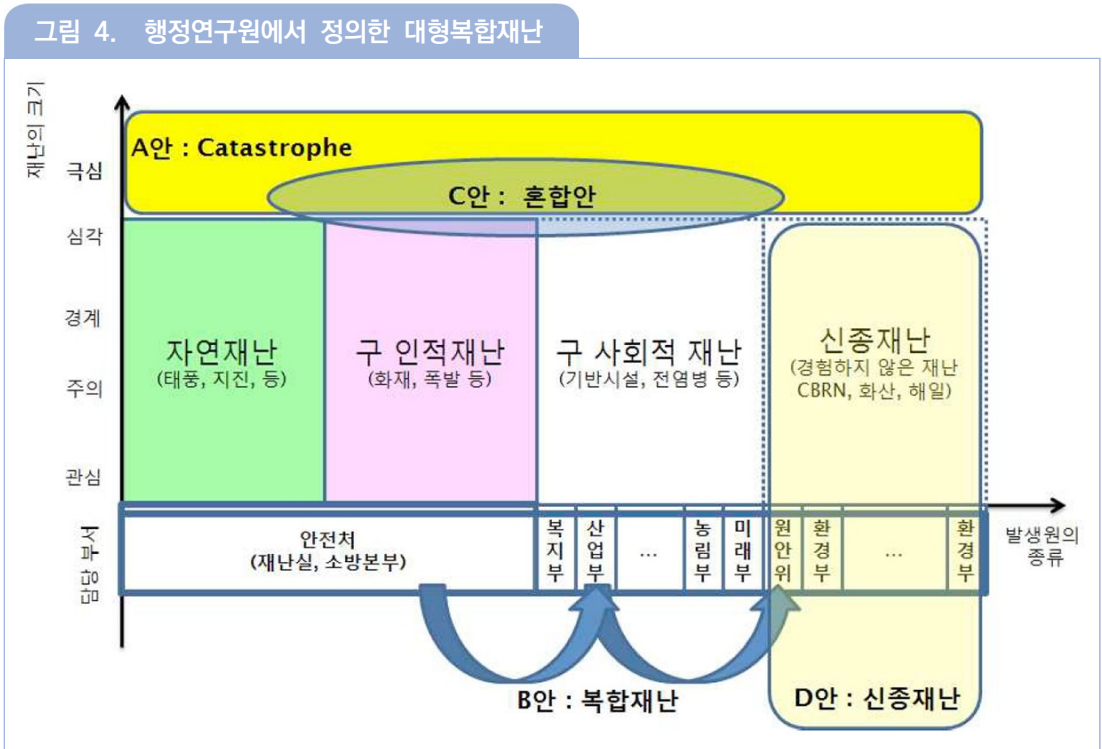 그림 4. 행정연구원에서 정의한 대형복합재난
재난의 크기
극심
심각
경계
주의
관심
담당 부서
A안 : Catastrophe
C안 : 혼합안
자연재난
(태풍, 지진, 등)
구 인적재난
(화재, 폭발 등)
구 사회적 재난
(기반시설, 전염병 등)
신종재난
(경험하지 않은 재난
CBRN, 화산, 해일)
안전처
(재난실, 소방본부)
복지부
산업부
...
농림부
미래부
원안위
환경부
...
환경부
발생원의
종류
B안 : 복합재난
D안 : 신종재난